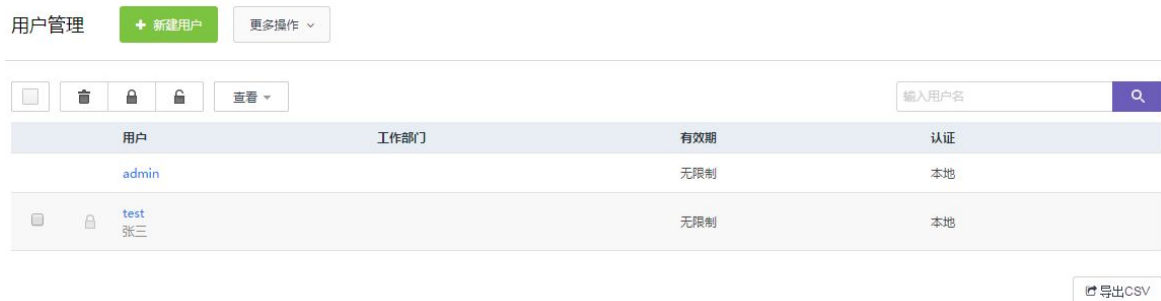 用户管理 新建用户 更多操作
查看 输入用户名
用户 工作部门 有效期 认证
admin 无限制 本地
test 无限制 本地
张三
导出CSV